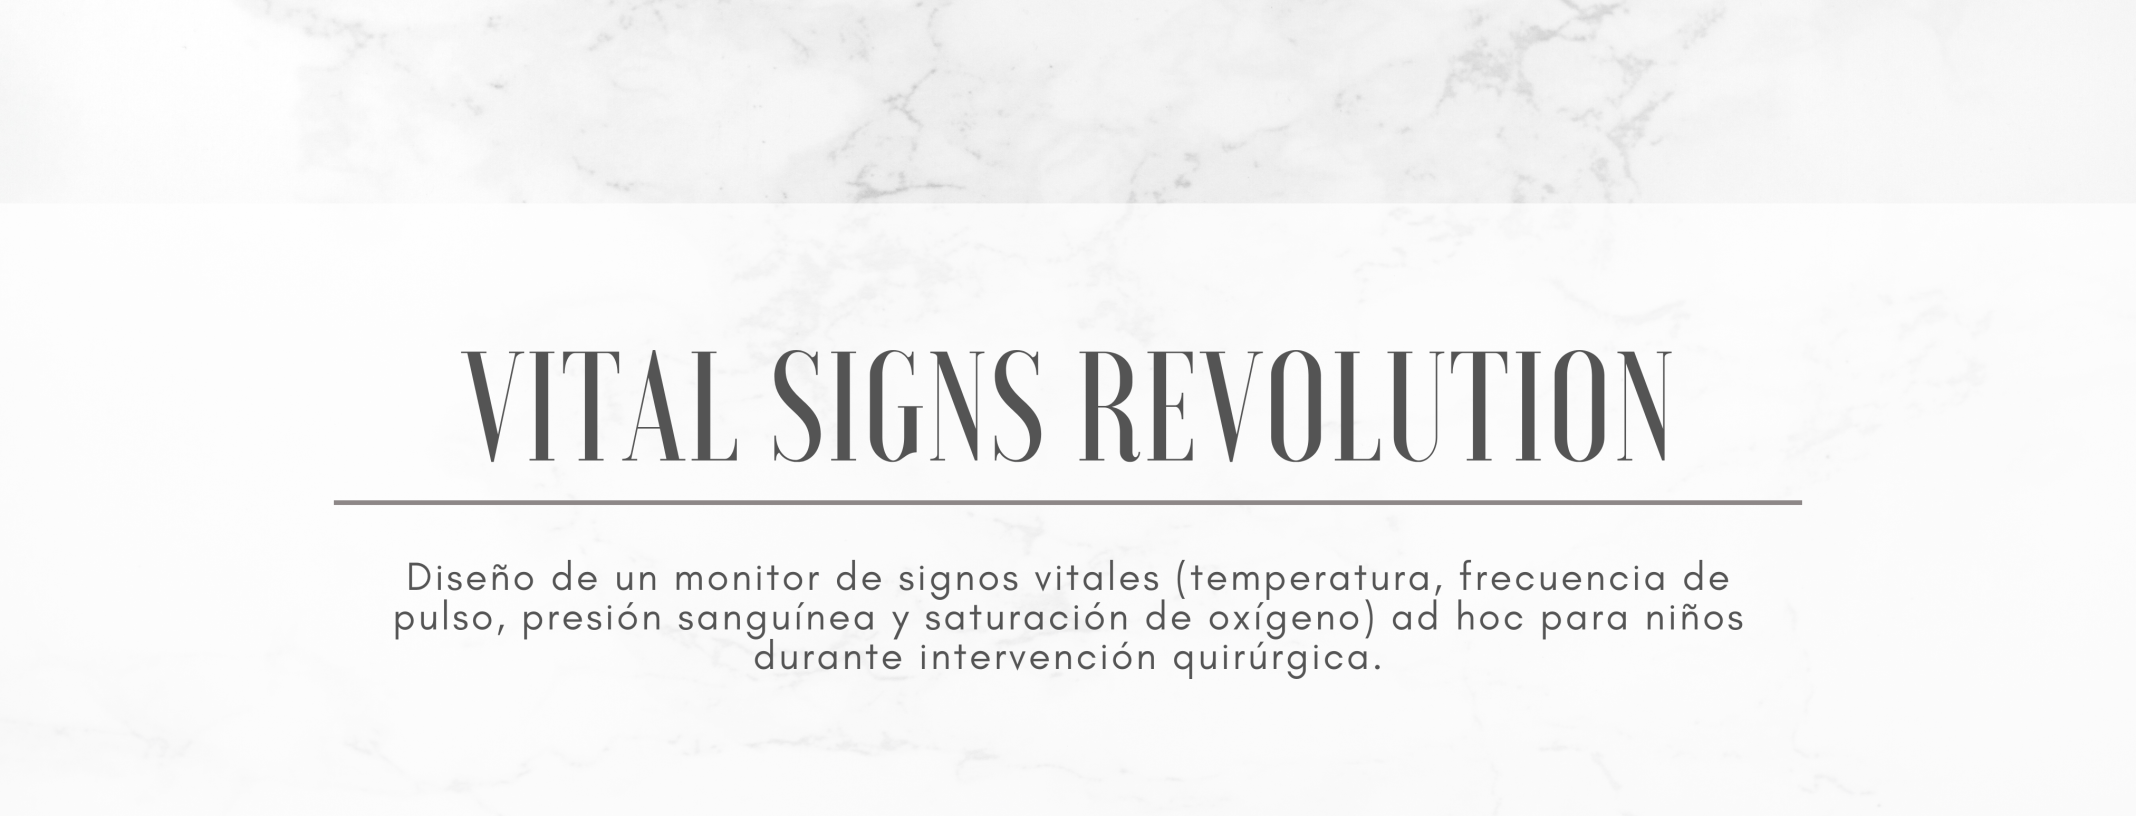 VITAL SIGNS REVOLUTION
Diseño de un monitor de signos vitales (temperatura, frecuencia de
pulso, presión sanguínea y saturación de oxígeno) ad hoc para niños
durante intervención quirúrgica.